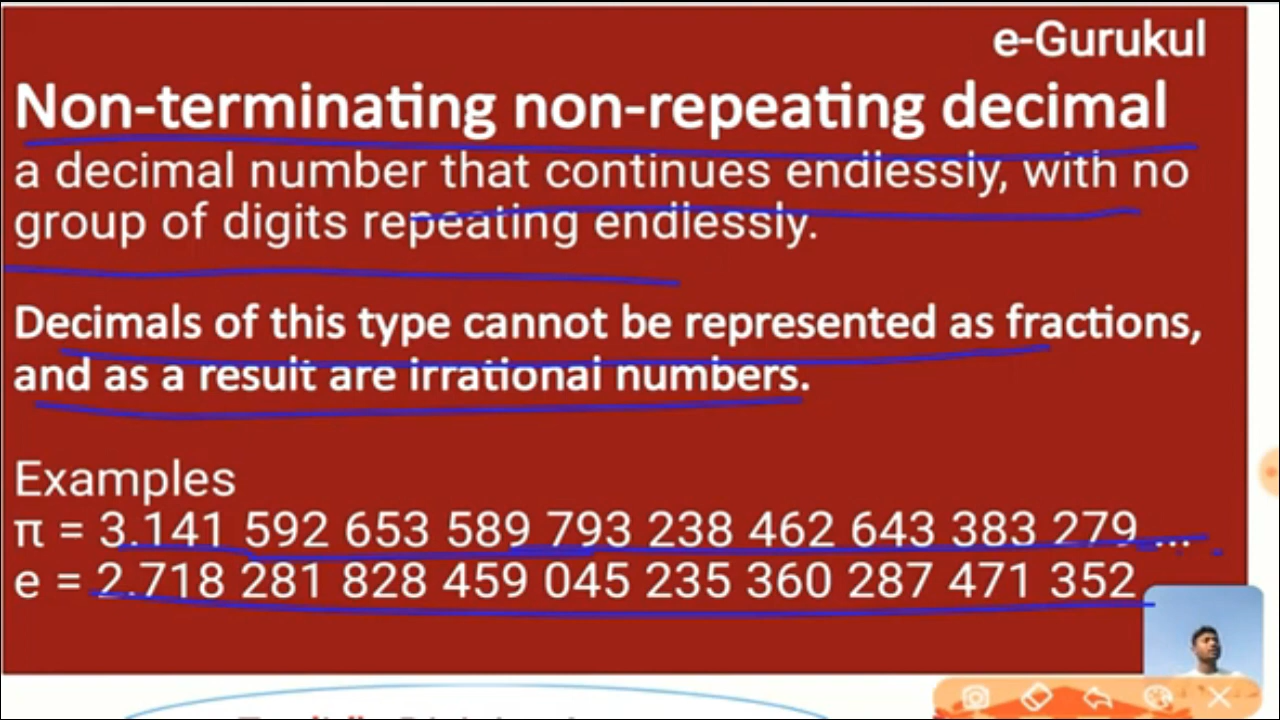 e-Gurukul
Non-terminating non-repeating decimal
a decimal number that continues endlessly, with no
group of digits repeating endlessly.
Decimals of this type cannot be represented as fractions,
and as a result are irrational numbers.
Examples
π = 3.141 592 653 589 793 238 462 643 383 279 ...
e = 2.718 281 828 459 045 235 360 287 471 352